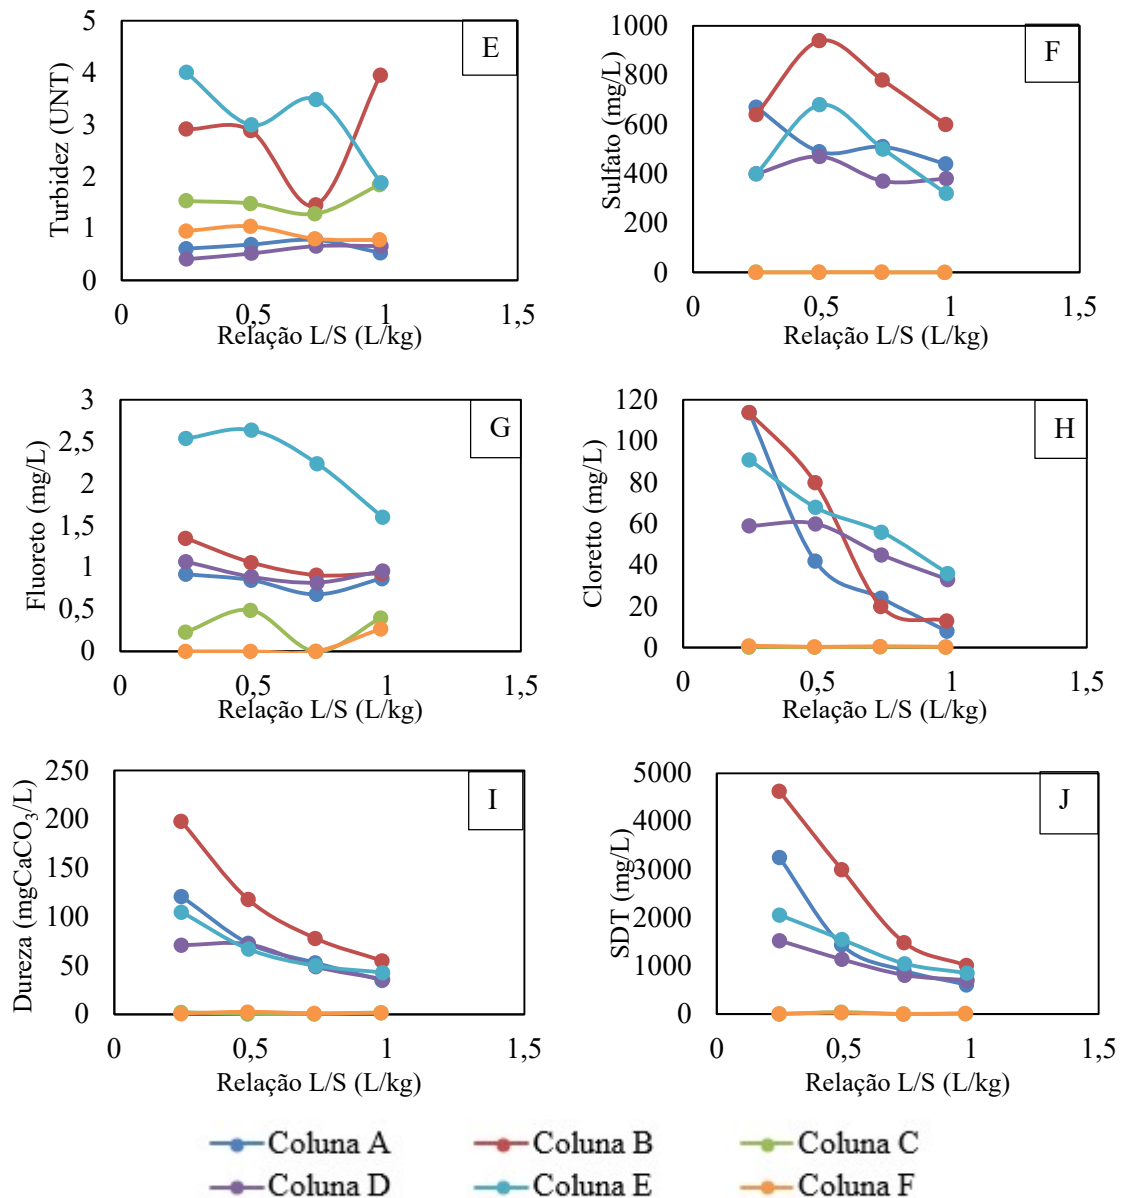 E
Turbidez (UNT)
5
4
3
2
1
0
0 0,5 1 1,5
Relação L/S (L/kg)
F
Sulfato (mg/L)
1000
800
600
400
200
0
0 0,5 1 1,5
Relação L/S (L/kg)
G
Fluoreto (mg/L)
3
2,5
2
1,5
1
0,5
0
0 0,5 1 1,5
Relação L/S (L/kg)
H
Cloretto (mg/L)
120
100
80
60
40
20
0
0 0,5 1 1,5
Relação L/S (L/kg)
I
Dureza (mgCaCO₃/L)
250
200
150
100
50
0
0 0,5 1 1,5
Relação L/S (L/kg)
J
SDT (mg/L)
5000
4000
3000
2000
1000
0
0 0,5 1 1,5
Relação L/S (L/kg)
Coluna A Coluna B Coluna C
Coluna D Coluna E Coluna F